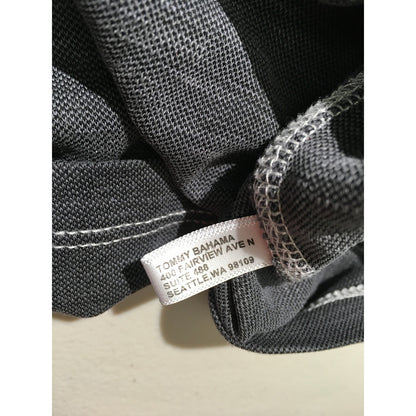 TOMMY BAHAMA
400 FAIRVIEW AVE N
SUITE 488
SEATTLE, WA 98109